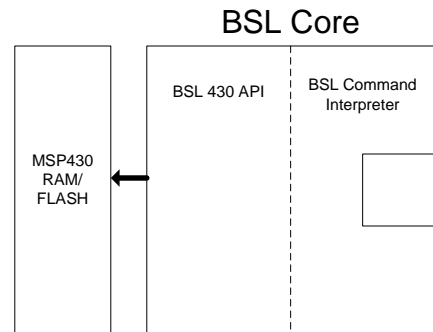 BSL Core
BSL 430 API
BSL Command
Interpreter
MSP430
RAM/
FLASH